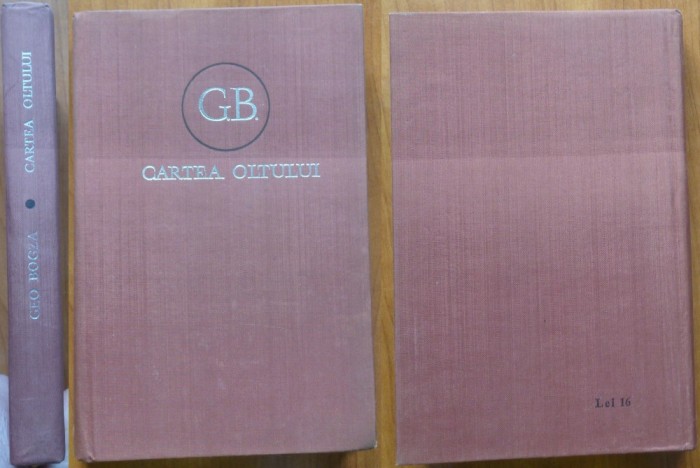 GEO BOGZA • CARTEA OLTULUI
G.B.
CARTEA OLTULUI
Lei 16